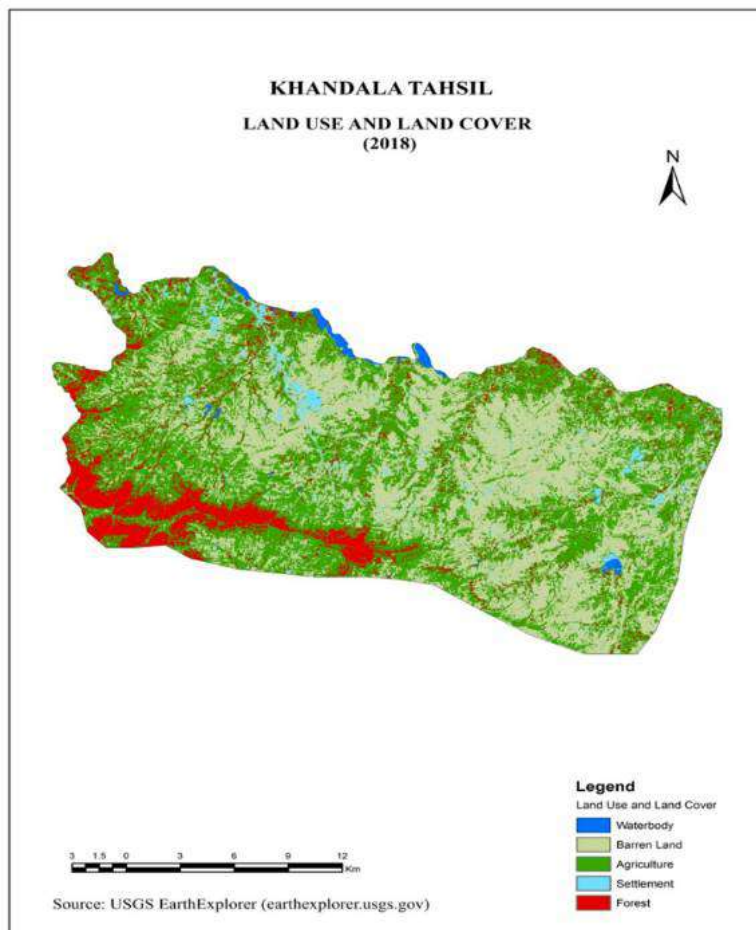 KHANDALA TAHSIL
LAND USE AND LAND COVER
(2018)
N
Legend
Land Use and Land Cover
Waterbody
Barren Land
Agriculture
Settlement
Forest
3 1.5 0 3 6 9 12
Km
Source: USGS EarthExplorer (earthexplorer.usgs.gov)